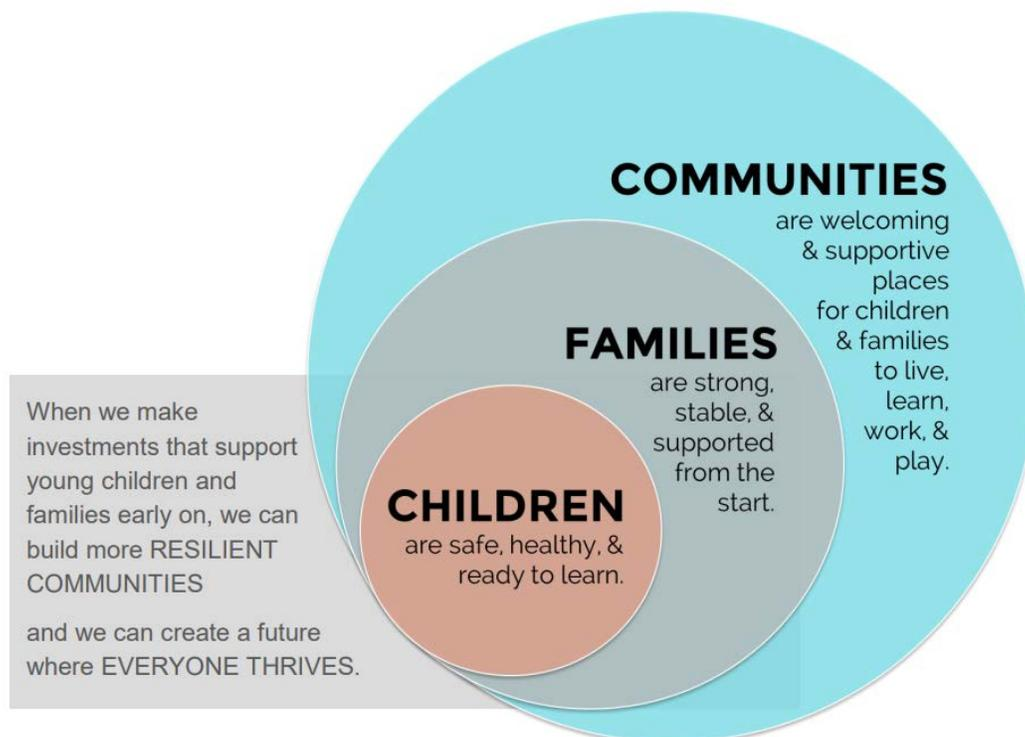 COMMUNITIES
are welcoming
& supportive
places
for children
& families
to live,
learn,
work, &
play.
FAMILIES
are strong,
stable, &
supported
from the
start.
CHILDREN
are safe, healthy, &
ready to learn.
When we make
investments that support
young children and
families early on, we can
build more RESILIENT
COMMUNITIES
and we can create a future
where EVERYONE THRIVES.